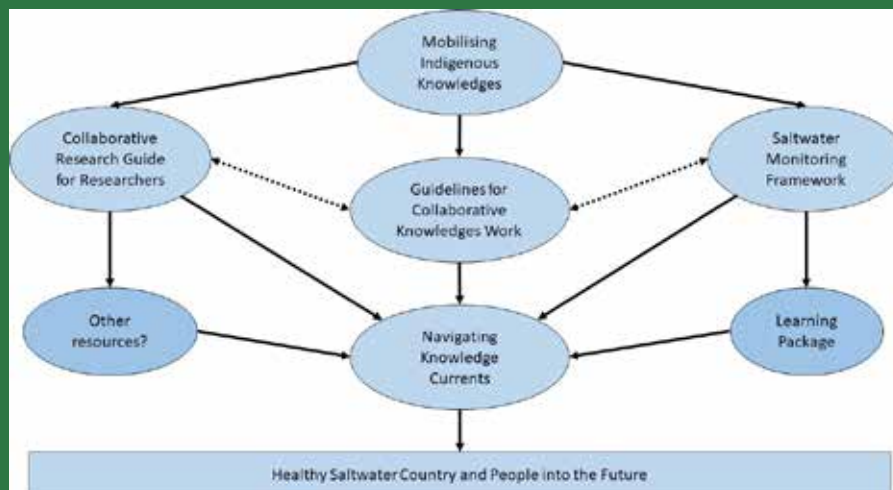 Mobilising
Indigenous
Knowledges
Collaborative
Research Guide
for Researchers
Guidelines for
Collaborative
Knowledges Work
Saltwater
Monitoring
Framework
Other
resources?
Navigating
Knowledge
Currents
Learning
Package
Healthy Saltwater Country and People into the Future